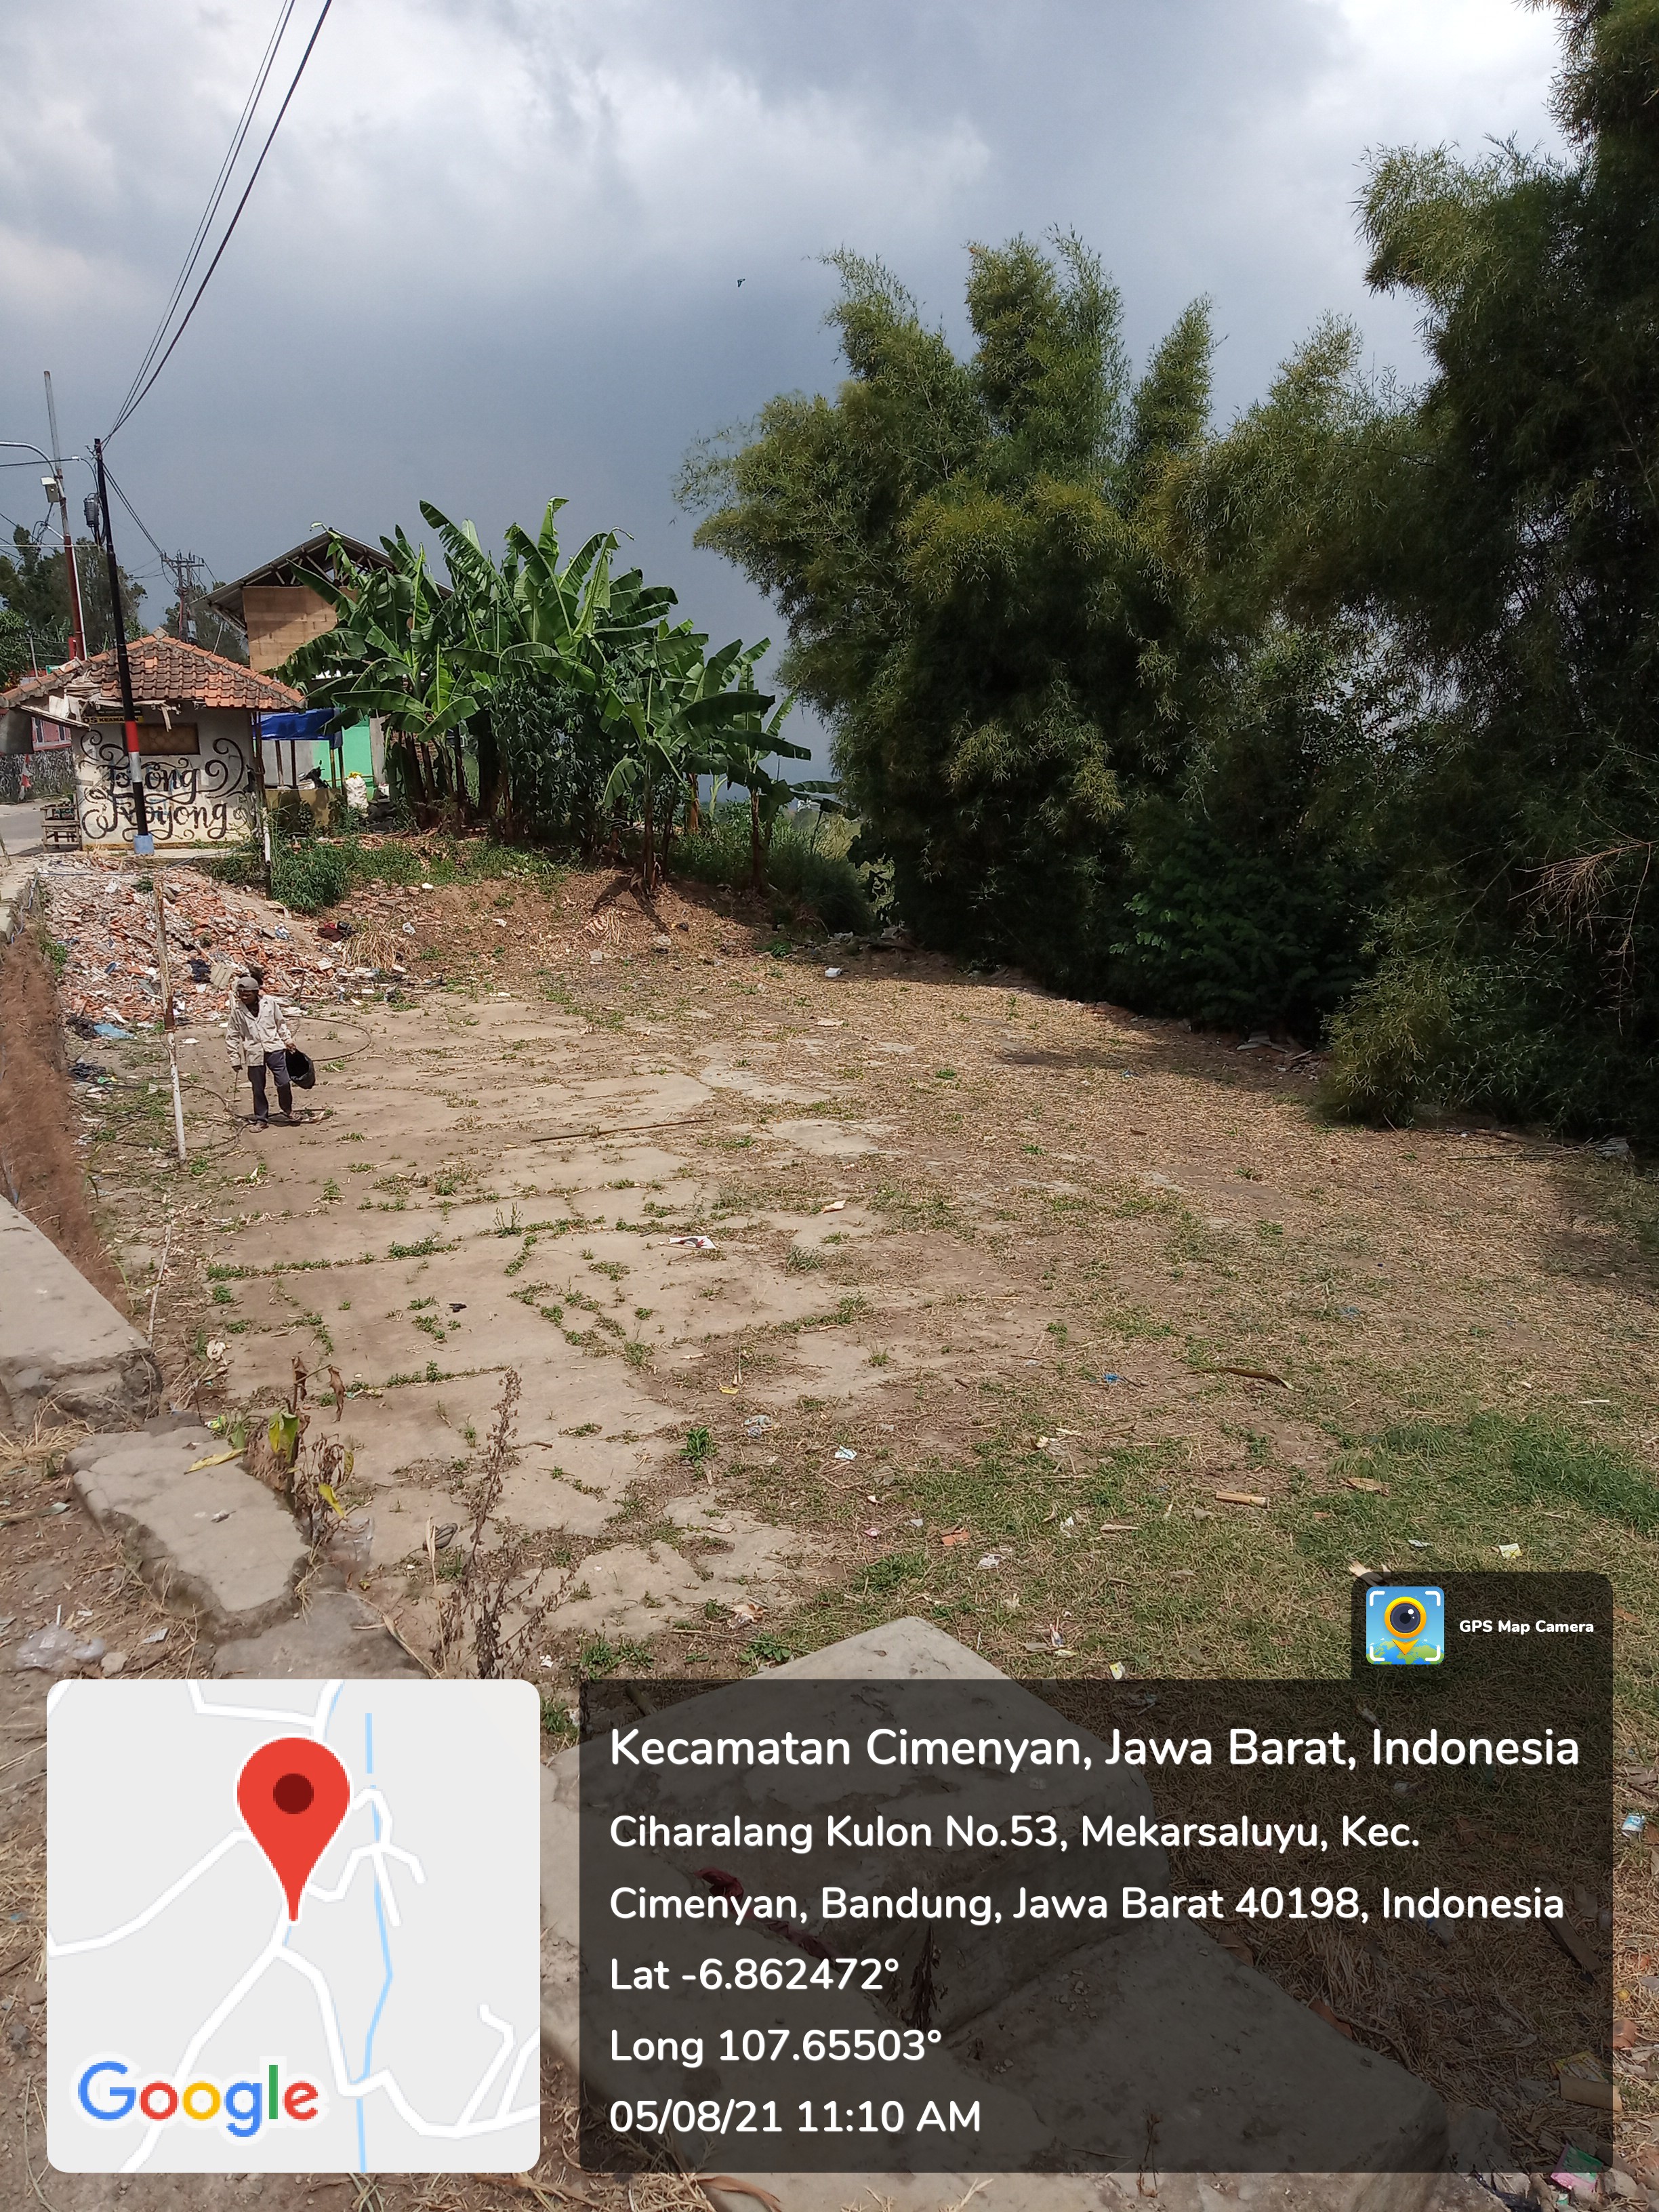 Royong
GPS Map Camera
Kecamatan Cimenyan, Jawa Barat, Indonesia
Ciharalang Kulon No.53, Mekarsaluyu, Kec.
Cimenyan, Bandung, Jawa Barat 40198, Indonesia
Lat -6.862472°
Long 107.65503°
05/08/21 11:10 AM
Google